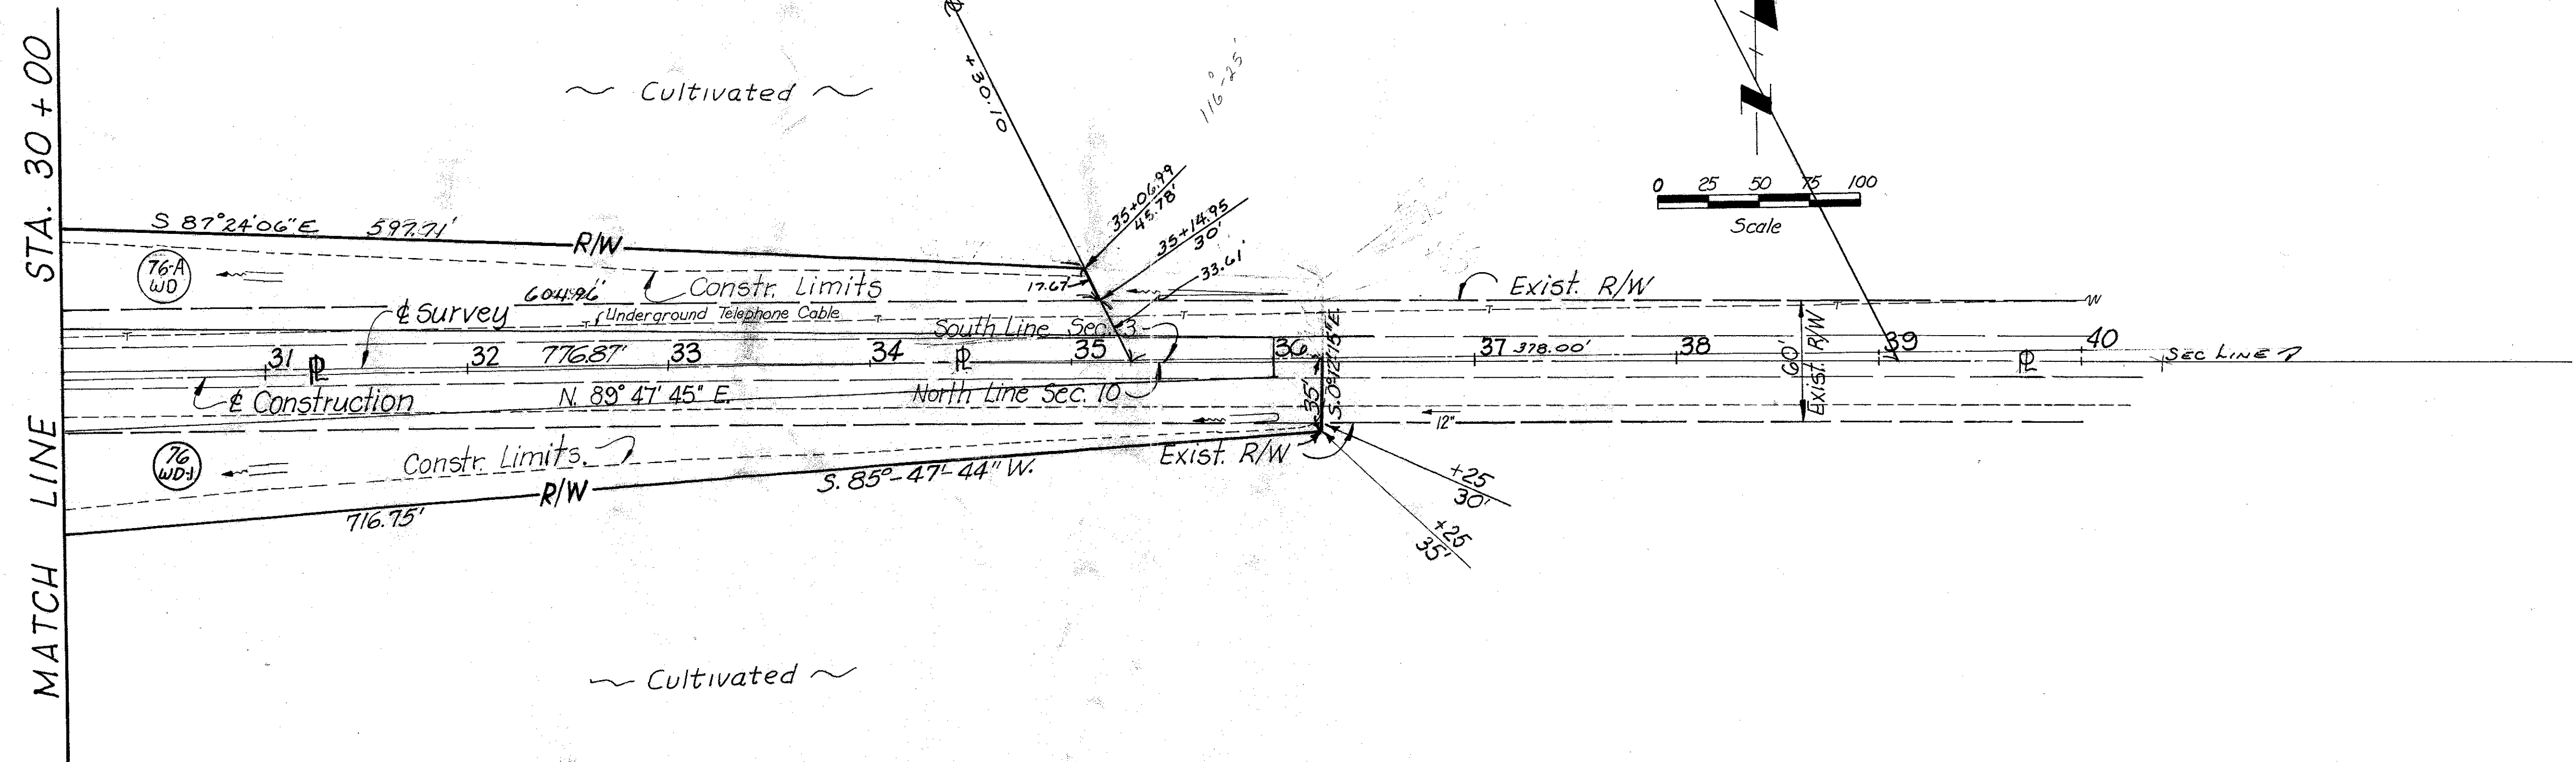 MATCH LINE STA. 30 + 00
~ Cultivated ~
+30.10
116°-25'
0 25 50 75 100
Scale
35+06.99
45.78'
35+14.95
30'
33.61'
17.67
S 87°24'06"E 597.71'
R/W
76-A
WD
604.96'
Constr. Limits
Exist. R/W
℄ Survey
Underground Telephone Cable
South Line Sec. 3
31 32 776.87' 33 34 35 36 37 378.00' 38 39 40
SEC LINE
℄ Construction
N. 89° 47' 45" E.
North Line Sec. 10
35'
S. 0°12'15"E.
60'
Exist. R/W
12"
76
WD-1
Constr. Limits.
Exist. R/W
S. 85°-47'-44" W.
R/W
716.75'
+25
30'
+25
35'
~ Cultivated ~